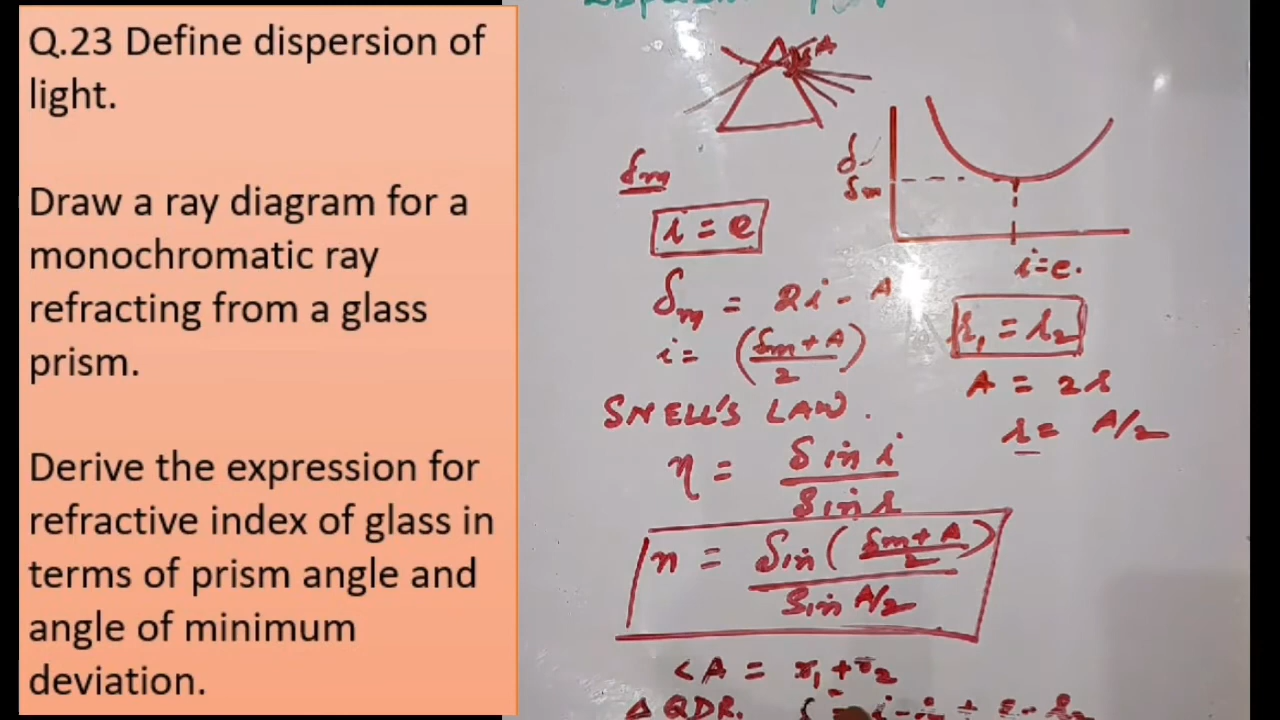 Q.23 Define dispersion of
light.
Draw a ray diagram for a
monochromatic ray
refracting from a glass
prism.
Derive the expression for
refractive index of glass in
terms of prism angle and
angle of minimum
deviation.
A
δm
i = e
δ
δm
i=e.
δm = 2i - A
i = (δm+A/2)
r₁ = r₂
A = 2r
r = A/2
SNELL'S LAW.
η = Sin i / Sin r
n = Sin(δm+A/2) / Sin A/2
<A = r₁+r₂
Δ QDR.